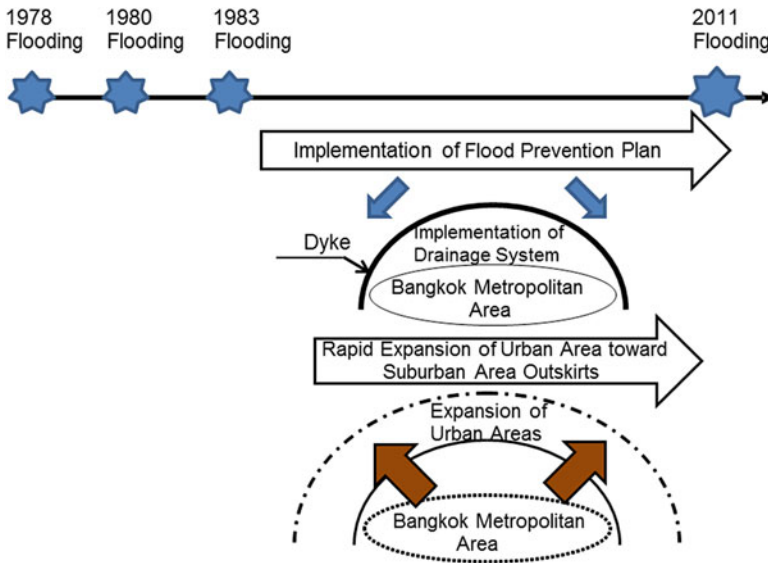 1978
Flooding
1980
Flooding
1983
Flooding
2011
Flooding
Implementation of Flood Prevention Plan
Dyke
Implementation of
Drainage System
Bangkok Metropolitan
Area
Rapid Expansion of Urban Area toward
Suburban Area Outskirts
Expansion of
Urban Areas
Bangkok Metropolitan
Area